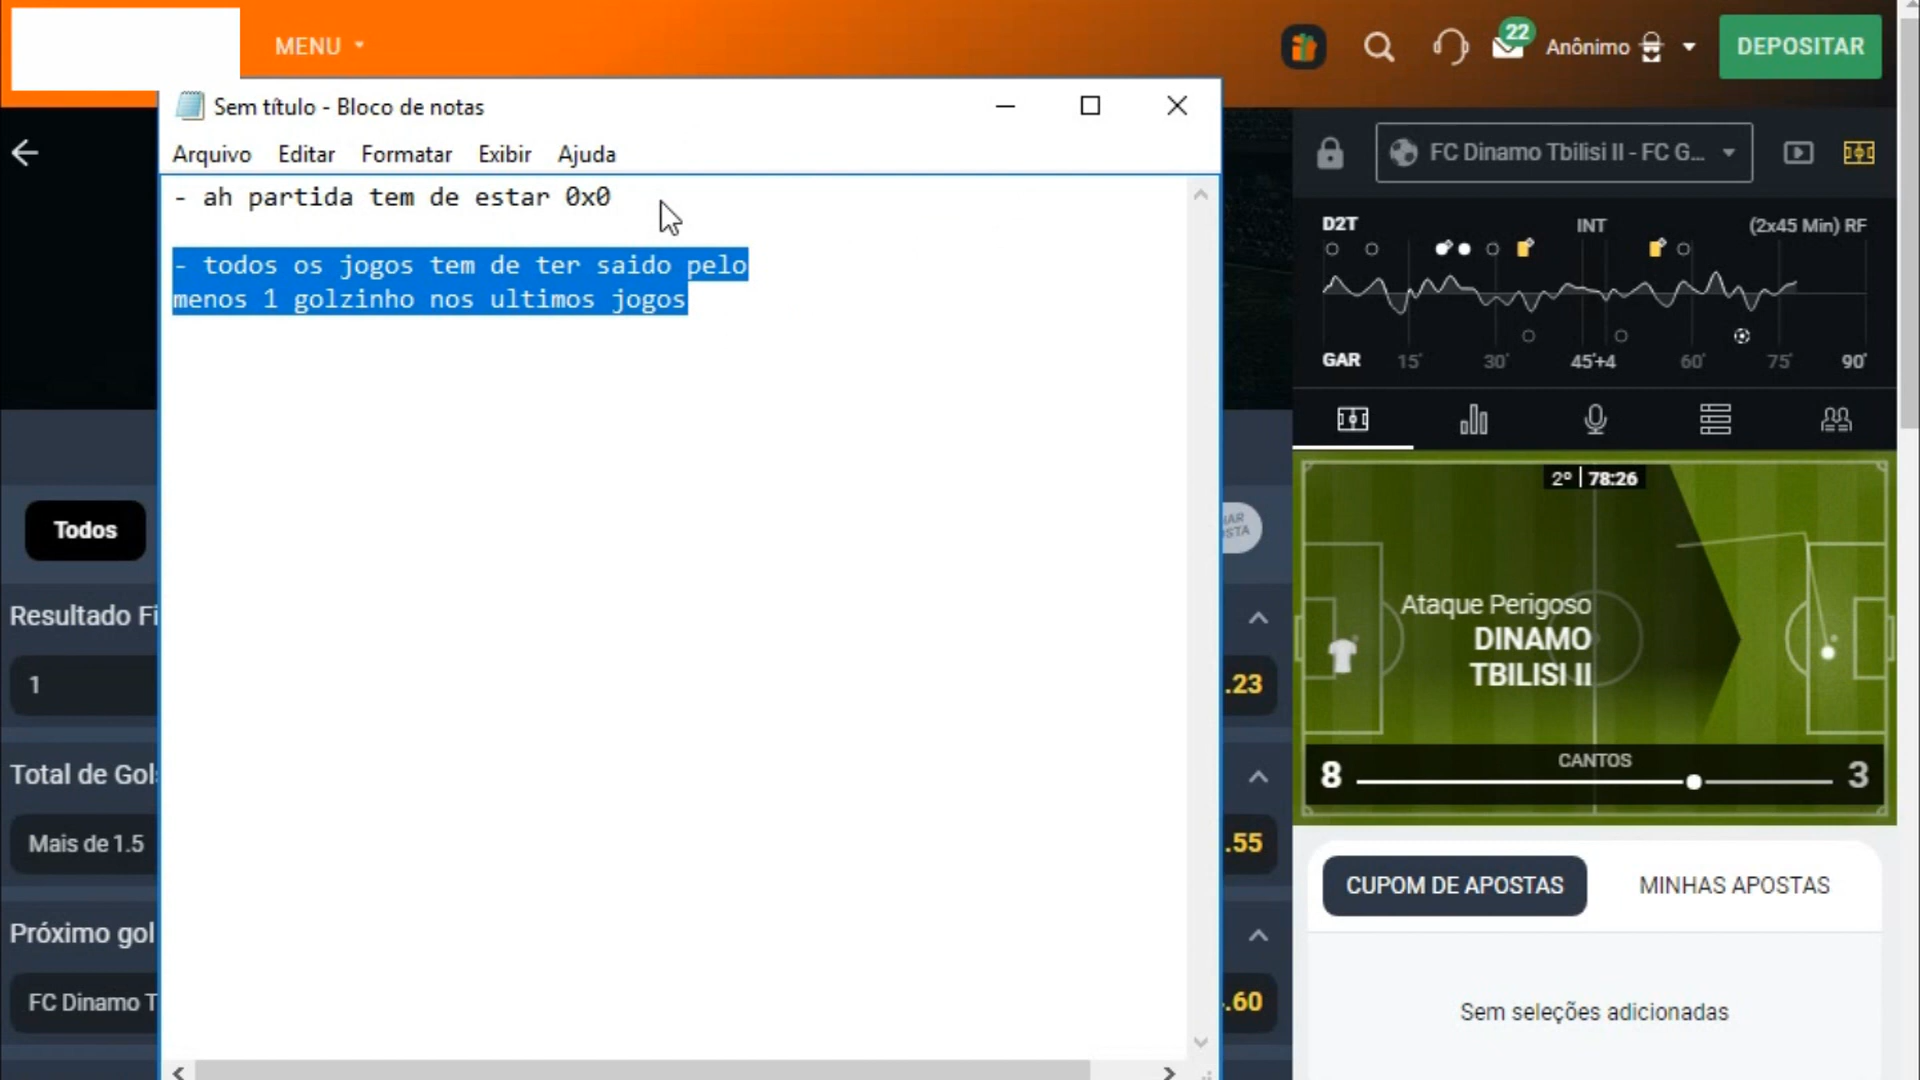 MENU
22
Anônimo
DEPOSITAR
Sem título - Bloco de notas
Arquivo Editar Formatar Exibir Ajuda
- ah partida tem de estar 0x0
- todos os jogos tem de ter saido pelo
menos 1 golzinho nos ultimos jogos
FC Dinamo Tbilisi II - FC G...
D2T INT (2x45 Min) RF
GAR 15' 30' 45'+4 60' 75' 90'
2º | 78:26
Ataque Perigoso
DINAMO
TBILISI II
CANTOS
8 3
CUPOM DE APOSTAS MINHAS APOSTAS
Sem seleções adicionadas
Todos
Resultado Fi
1 .23
Total de Gol
Mais de 1.5 .55
Próximo gol
FC Dinamo T .60